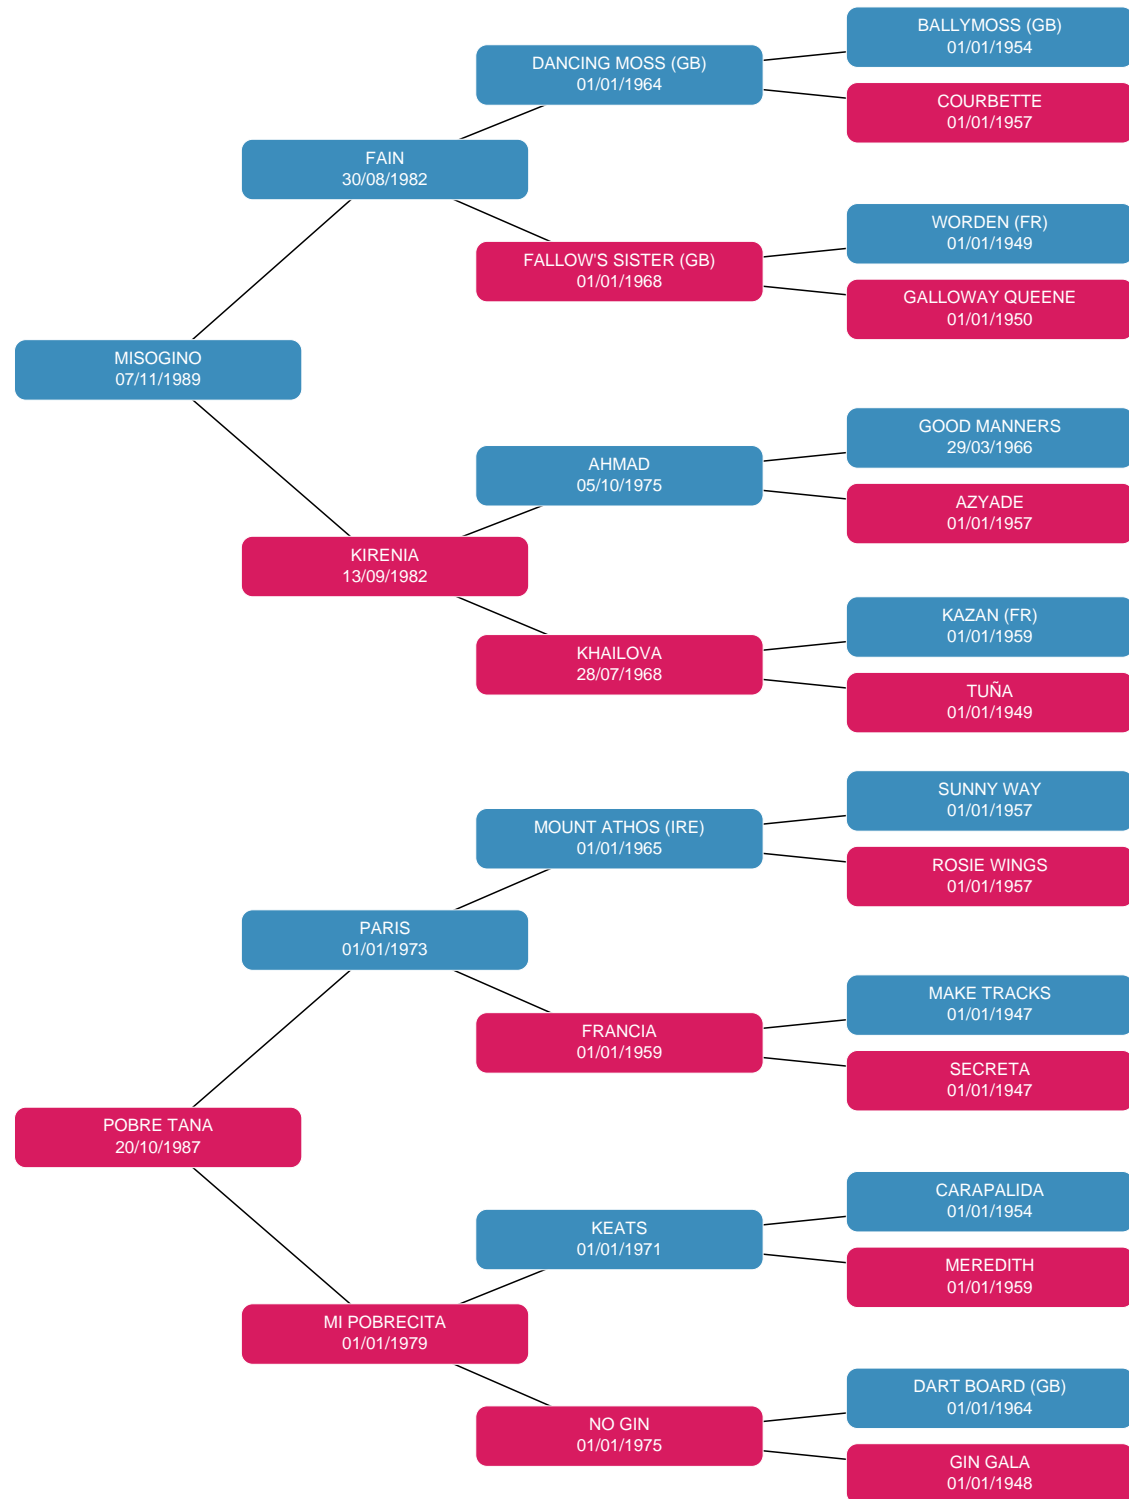 BALLYMOSS (GB)
01/01/1954
DANCING MOSS (GB)
01/01/1964
COURBETTE
01/01/1957
FAIN
30/08/1982
WORDEN (FR)
01/01/1949
FALLOW'S SISTER (GB)
01/01/1968
GALLOWAY QUEENE
01/01/1950
MISOGINO
07/11/1989
GOOD MANNERS
29/03/1966
AHMAD
05/10/1975
AZYADE
01/01/1957
KIRENIA
13/09/1982
KAZAN (FR)
01/01/1959
KHAILOVA
28/07/1968
TUÑA
01/01/1949
SUNNY WAY
01/01/1957
MOUNT ATHOS (IRE)
01/01/1965
ROSIE WINGS
01/01/1957
PARIS
01/01/1973
MAKE TRACKS
01/01/1947
FRANCIA
01/01/1959
SECRETA
01/01/1947
POBRE TANA
20/10/1987
CARAPALIDA
01/01/1954
KEATS
01/01/1971
MEREDITH
01/01/1959
MI POBRECITA
01/01/1979
DART BOARD (GB)
01/01/1964
NO GIN
01/01/1975
GIN GALA
01/01/1948